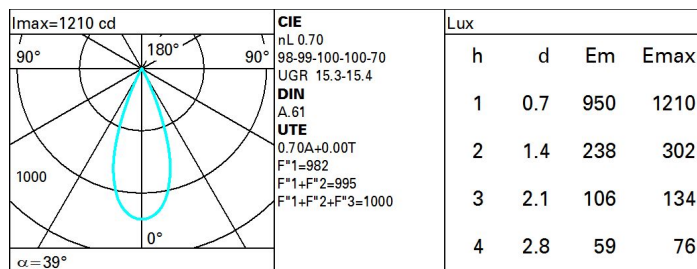 Imax=1210 cd
90° 180° 90°
1000
0°
α=39°
CIE
nL 0.70
98-99-100-100-70
UGR 15.3-15.4
DIN
A.61
UTE
0.70A+0.00T
F"1=982
F"1+F"2=995
F"1+F"2+F"3=1000
Lux
h d Em Emax
1 0.7 950 1210
2 1.4 238 302
3 2.1 106 134
4 2.8 59 76